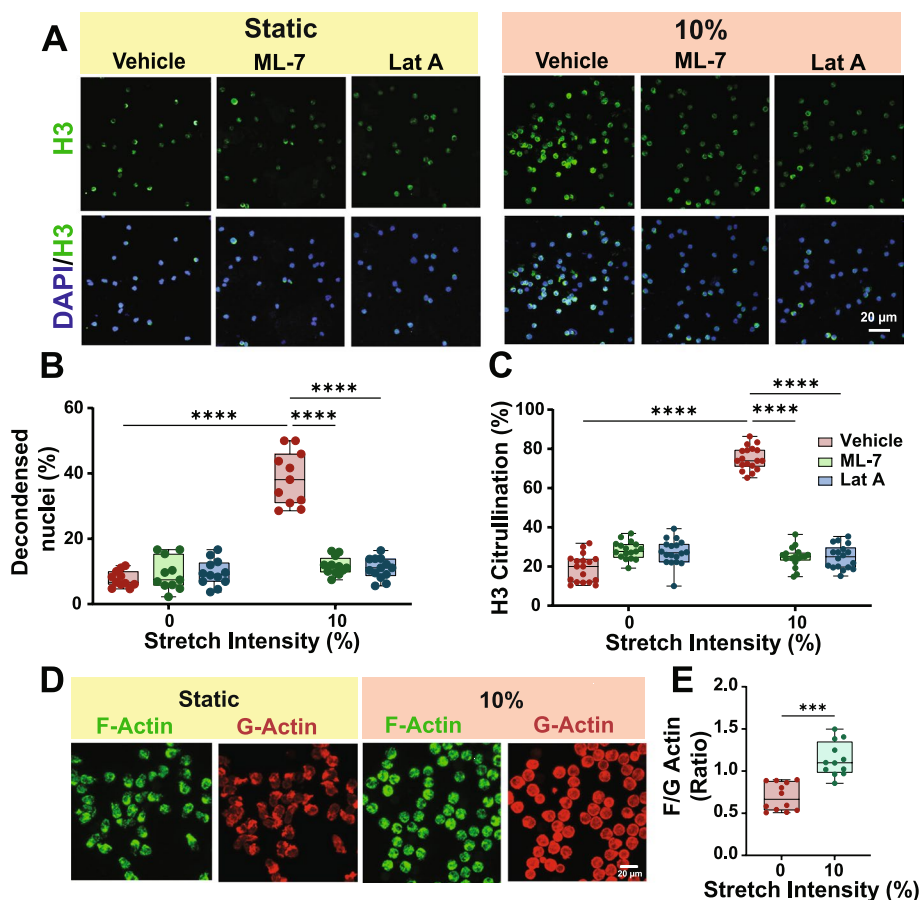 A
Static
10%
Vehicle ML-7 Lat A
Vehicle ML-7 Lat A
H3
DAPI/H3
20 µm
B
Decondensed
nuclei (%)
60
40
20
0
****
****
****
0 10
Stretch Intensity (%)
C
H3 Citrullination (%)
100
80
60
40
20
0
****
****
****
Vehicle
ML-7
Lat A
0 10
Stretch Intensity (%)
D
Static
10%
F-Actin G-Actin F-Actin G-Actin
20 µm
E
F/G Actin
(Ratio)
2.0
1.5
1.0
0.5
0.0
***
0 10
Stretch Intensity (%)